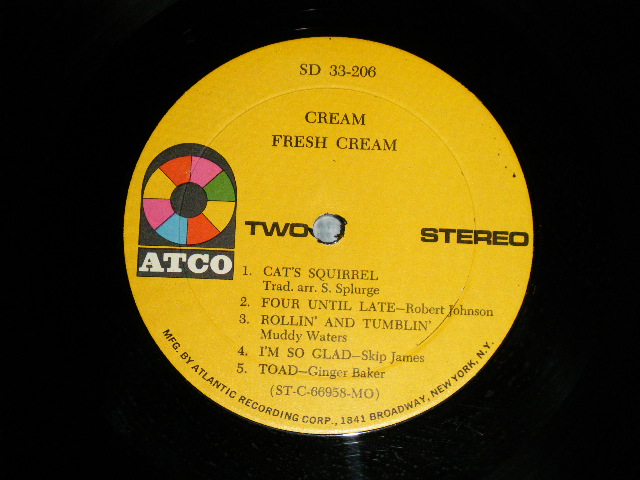 SD 33-206
CREAM
FRESH CREAM
TWO
STEREO
ATCO
1. CAT'S SQUIRREL
Trad. arr. S. Splurge
2. FOUR UNTIL LATE—Robert Johnson
3. ROLLIN' AND TUMBLIN'
Muddy Waters
4. I'M SO GLAD—Skip James
5. TOAD—Ginger Baker
(ST-C-66958-MO)
MFG. BY ATLANTIC RECORDING CORP., 1841 BROADWAY, NEW YORK, N.Y.